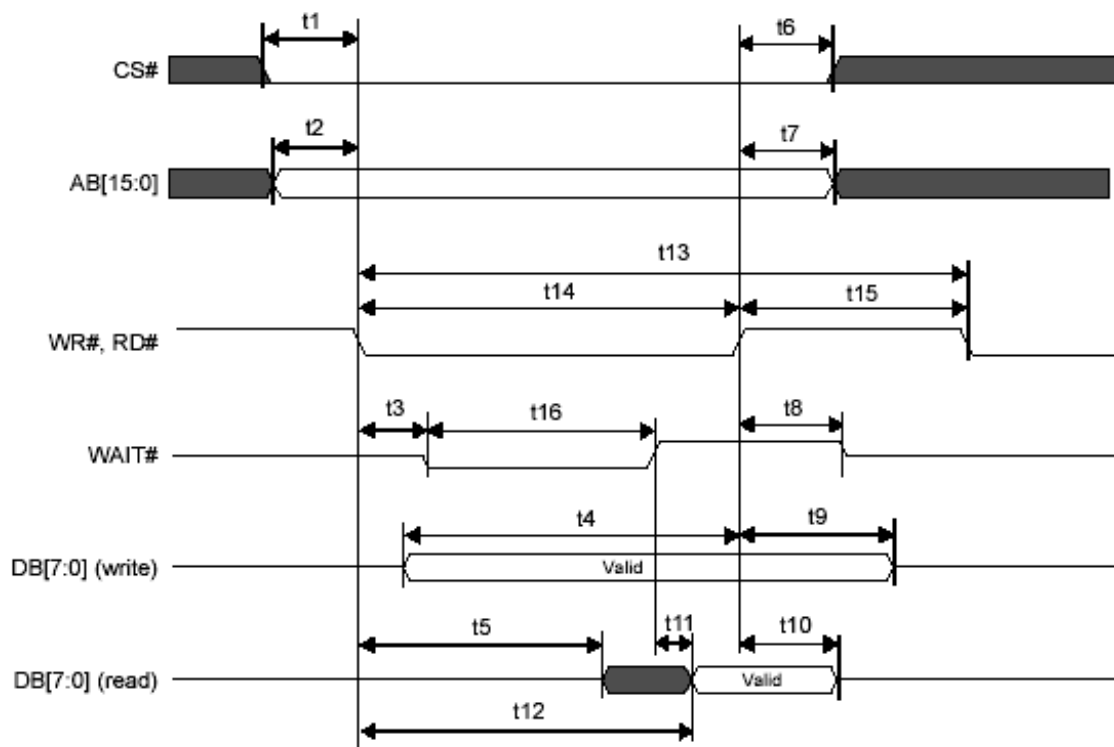 t1
t6
CS#
t2
t7
AB[15:0]
t13
t14
t15
WR#, RD#
t3
t16
t8
WAIT#
t4
t9
DB[7:0] (write)
Valid
t5
t11
t10
DB[7:0] (read)
Valid
t12